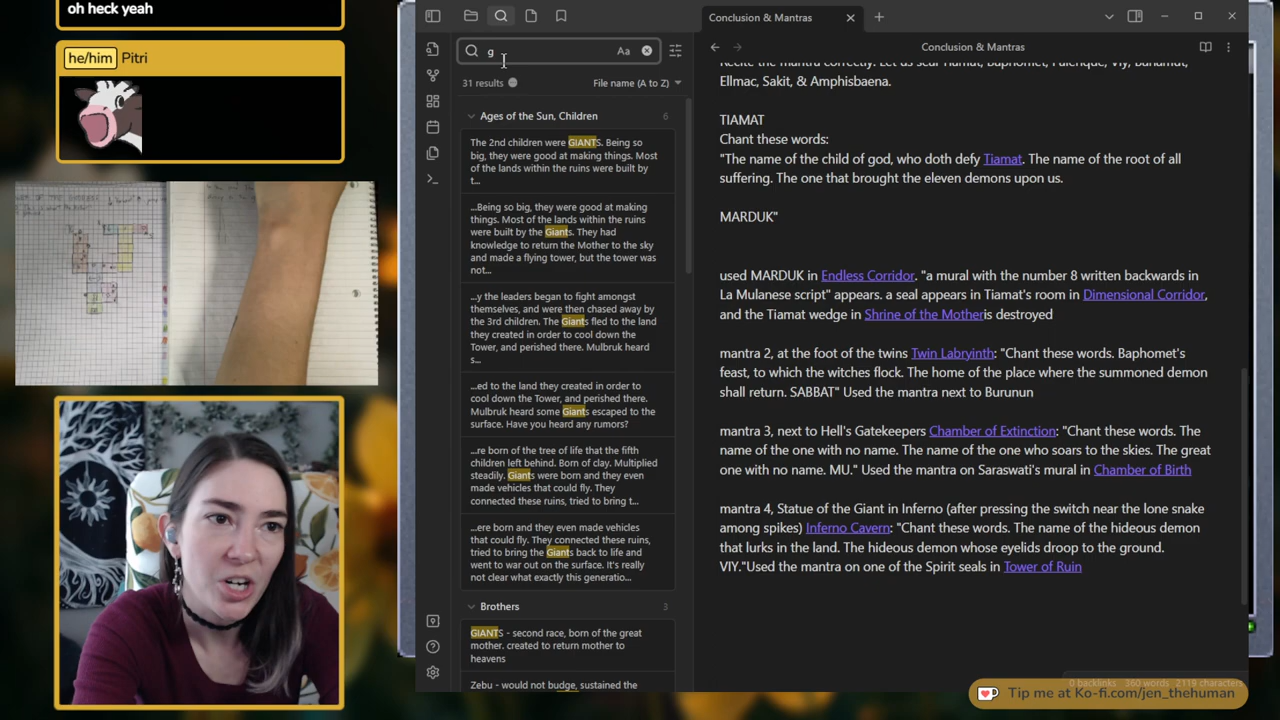 oh heck yeah
he/him Pitri
g
Aa
31 results
File name (A to Z)
Ages of the Sun, Children 6
The 2nd children were GIANTS. Being so
big, they were good at making things. Most
of the lands within the ruins were built by
t...
...Being so big, they were good at making
things. Most of the lands within the ruins
were built by the Giants. They had
knowledge to return the Mother to the sky
and made a flying tower, but the tower was
not...
...y the leaders began to fight amongst
themselves, and were then chased away by
the 3rd children. The Giants fled to the land
they created in order to cool down the
Tower, and perished there. Mulbruk heard
s...
...ed to the land they created in order to
cool down the Tower, and perished there.
Mulbruk heard some Giants escaped to the
surface. Have you heard any rumors?
...re born of the tree of life that the fifth
children left behind. Born of clay. Multiplied
steadily. Giants were born and they even
made vehicles that could fly. They
connected these ruins, tried to bring t...
...ere born and they even made vehicles
that could fly. They connected these ruins,
tried to bring the Giants back to life and
went to war out on the surface. It's really
not clear what exactly this generatio...
Brothers 3
GIANTS - second race, born of the great
mother. created to return mother to
heavens
Zebu - would not budge, sustained the
Conclusion & Mantras
Conclusion & Mantras
Recite the mantra correctly. Let us seal Tiamat, Baphomet, Palenque, Viy, Bahamut,
Ellmac, Sakit, & Amphisbaena.
TIAMAT
Chant these words:
"The name of the child of god, who doth defy Tiamat. The name of the root of all
suffering. The one that brought the eleven demons upon us.
MARDUK"
used MARDUK in Endless Corridor. "a mural with the number 8 written backwards in
La Mulanese script" appears. a seal appears in Tiamat's room in Dimensional Corridor,
and the Tiamat wedge in Shrine of the Motheris destroyed
mantra 2, at the foot of the twins Twin Labryinth: "Chant these words. Baphomet's
feast, to which the witches flock. The home of the place where the summoned demon
shall return. SABBAT" Used the mantra next to Burunun
mantra 3, next to Hell's Gatekeepers Chamber of Extinction: "Chant these words. The
name of the one with no name. The name of the one who soars to the skies. The great
one with no name. MU." Used the mantra on Saraswati's mural in Chamber of Birth
mantra 4, Statue of the Giant in Inferno (after pressing the switch near the lone snake
among spikes) Inferno Cavern: "Chant these words. The name of the hideous demon
that lurks in the land. The hideous demon whose eyelids droop to the ground.
VIY."Used the mantra on one of the Spirit seals in Tower of Ruin
0 backlinks 360 words 2119 characters
Tip me at Ko-fi.com/jen_thehuman